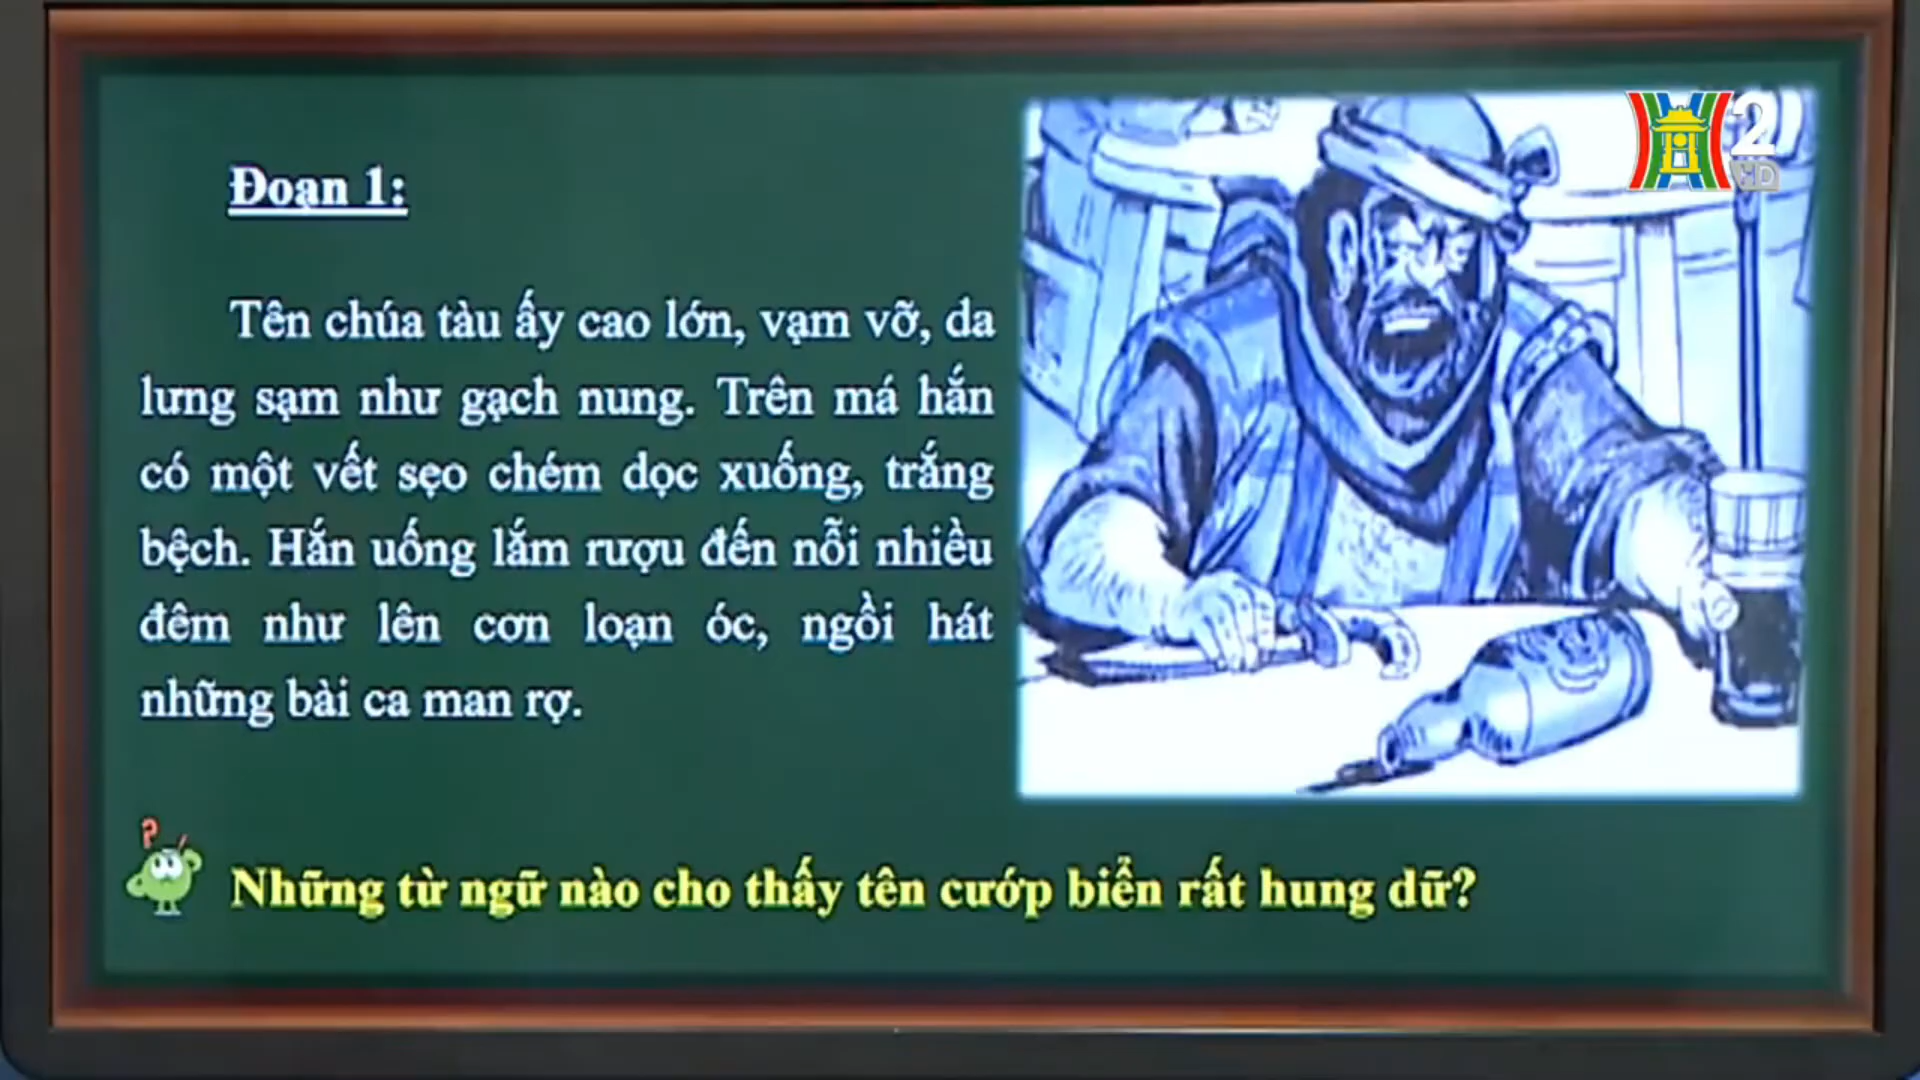 Đoạn 1:
Tên chúa tàu ấy cao lớn, vạm vỡ, da
lưng sạm như gạch nung. Trên má hắn
có một vết sẹo chém dọc xuống, trắng
bệch. Hắn uống lắm rượu đến nỗi nhiều
đêm như lên cơn loạn óc, ngồi hát
những bài ca man rợ.
Những từ ngữ nào cho thấy tên cướp biển rất hung dữ?
2
HD